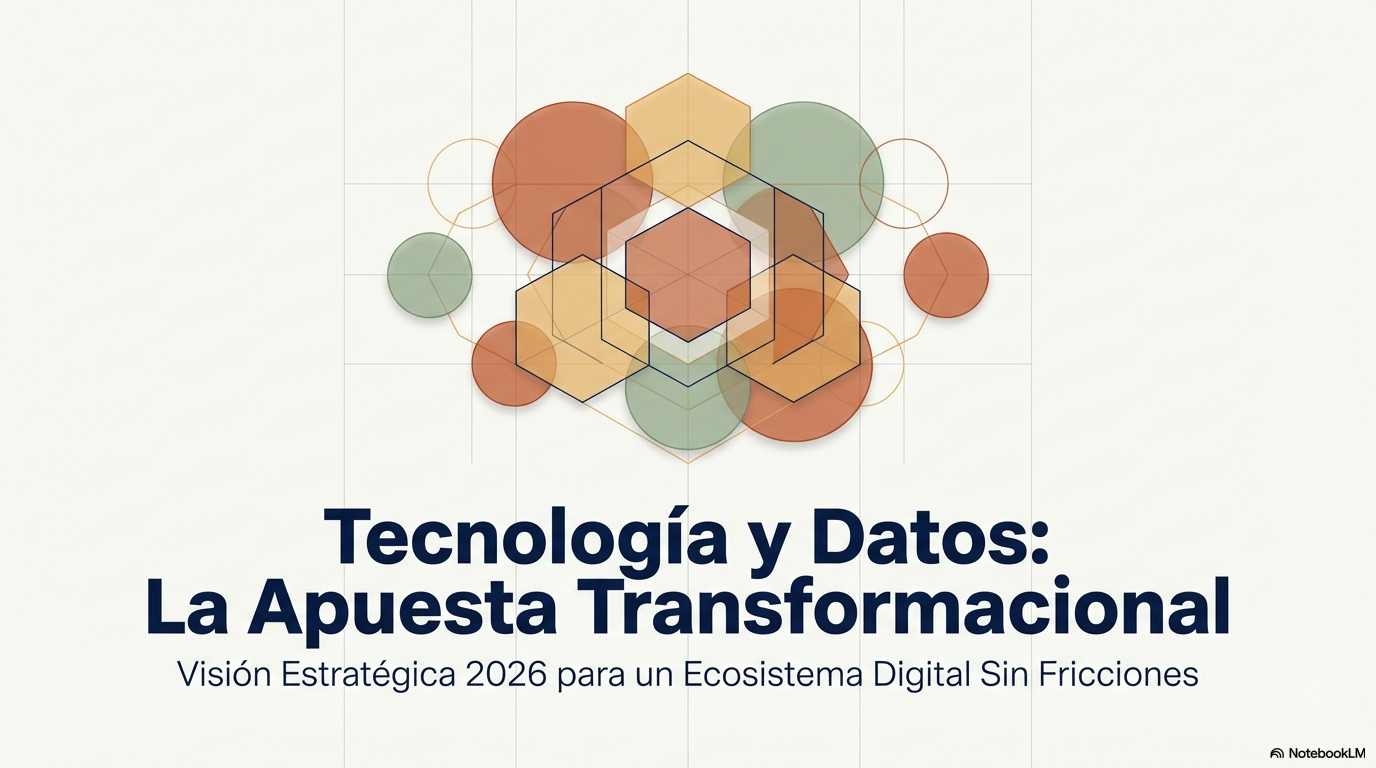 Tecnología y Datos:
La Apuesta Transformacional
Visión Estratégica 2026 para un Ecosistema Digital Sin Fricciones
NotebookLM